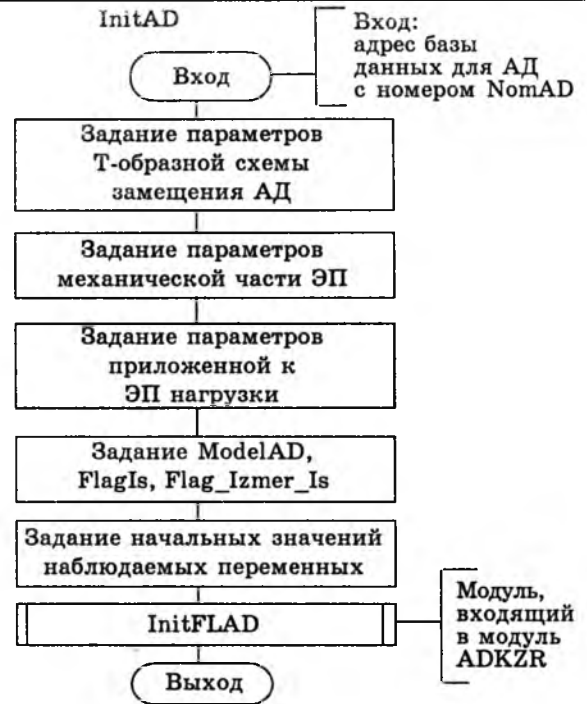 InitAD
Вход:
адрес базы
данных для АД
с номером NomAD
Вход
Задание параметров
Т-образной схемы
замещения АД
Задание параметров
механической части ЭП
Задание параметров
приложенной к
ЭП нагрузки
Задание ModelAD,
FlagIs, Flag_Izmer_Is
Задание начальных значений
наблюдаемых переменных
InitFLAD
Модуль,
входящий
в модуль
ADKZR
Выход